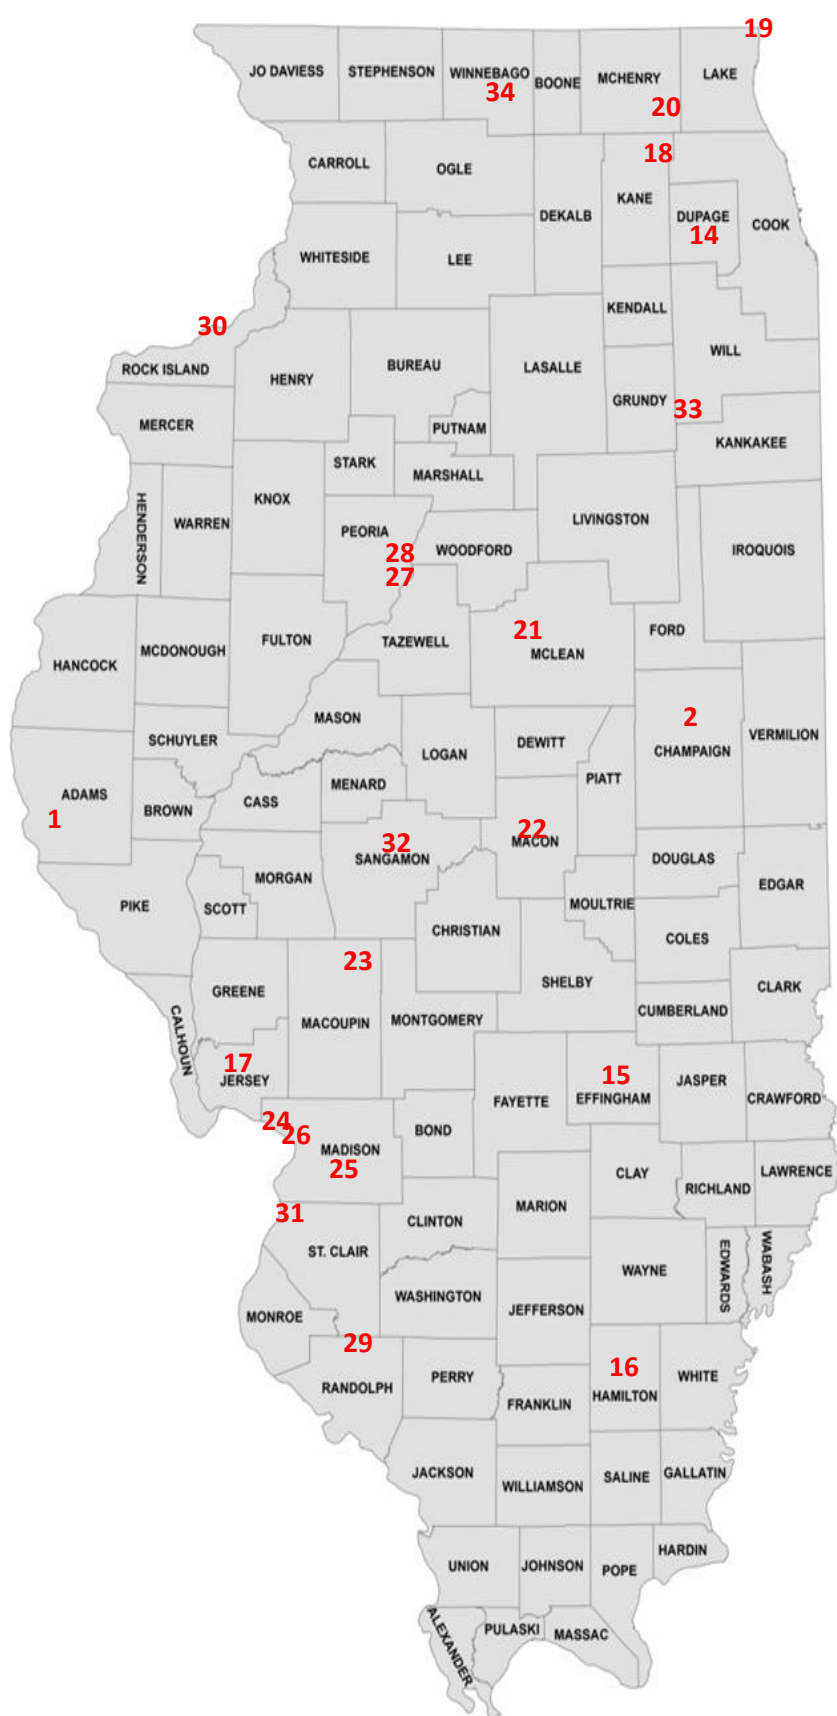 19
JO DAVIESS STEPHENSON WINNEBAGO BOONE MCHENRY LAKE
34 20
18
CARROLL OGLE
DEKALB KANE DUPAGE COOK
14
WHITESIDE LEE
30 KENDALL
ROCK ISLAND HENRY BUREAU LASALLE WILL
GRUNDY 33
MERCER PUTNAM KANKAKEE
STARK MARSHALL
HENDERSON WARREN KNOX PEORIA LIVINGSTON
28 WOODFORD IROQUOIS
27
21 FORD
HANCOCK MCDONOUGH FULTON TAZEWELL MCLEAN
2
MASON
SCHUYLER LOGAN DEWITT CHAMPAIGN VERMILION
MENARD PIATT
ADAMS BROWN CASS
1 22
32 MACON
SANGAMON DOUGLAS
MORGAN EDGAR
PIKE SCOTT MOULTRIE
CHRISTIAN COLES
23
GREENE SHELBY CLARK
CALHOUN MACOUPIN MONTGOMERY CUMBERLAND
17 15
JERSEY JASPER
FAYETTE EFFINGHAM CRAWFORD
24
26 BOND
MADISON
25 CLAY LAWRENCE
RICHLAND
31 MARION
CLINTON
ST. CLAIR EDWARDS WABASH
WAYNE
WASHINGTON JEFFERSON
MONROE
29
16
RANDOLPH PERRY WHITE
FRANKLIN HAMILTON
JACKSON WILLIAMSON SALINE GALLATIN
HARDIN
UNION JOHNSON POPE
ALEXANDER PULASKI MASSAC